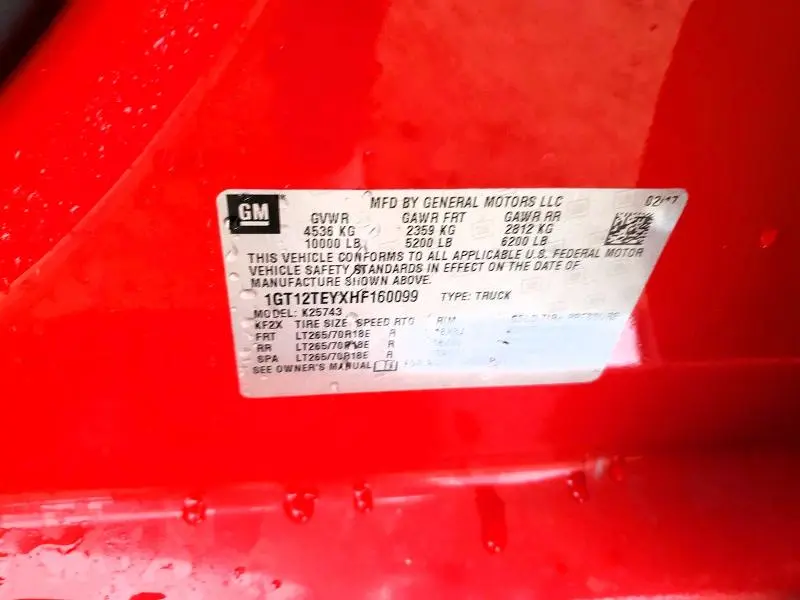 GM
MFD BY GENERAL MOTORS LLC 02/17
GVWR GAWR FRT GAWR RR
4536 KG 2359 KG 2812 KG
10000 LB 5200 LB 6200 LB
THIS VEHICLE CONFORMS TO ALL APPLICABLE U.S. FEDERAL MOTOR
VEHICLE SAFETY STANDARDS IN EFFECT ON THE DATE OF
MANUFACTURE SHOWN ABOVE.
1GT12TEYXHF160099 TYPE: TRUCK
MODEL: K25743
KF2X TIRE SIZE SPEED RTG RIM
FRT LT265/70R18E R
RR LT265/70R18E R
SPA LT265/70R18E R
SEE OWNER'S MANUAL